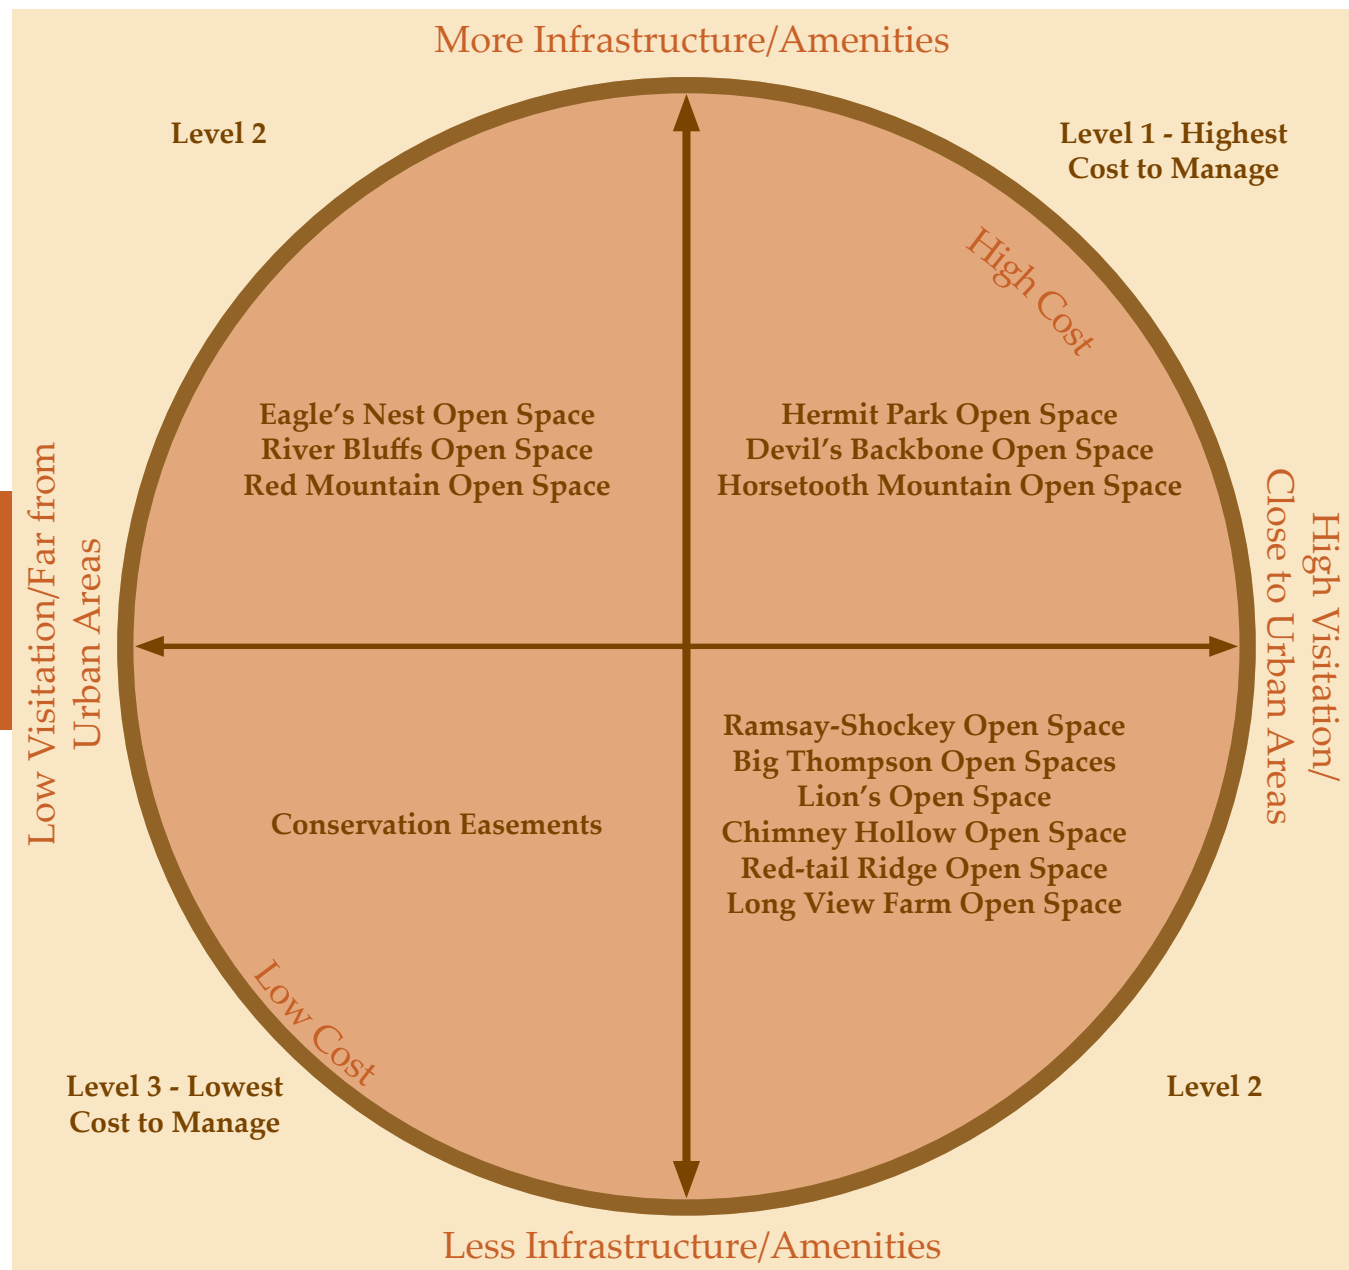 More Infrastructure/Amenities
Level 2
Level 1 - Highest
Cost to Manage
High Cost
Eagle's Nest Open Space
River Bluffs Open Space
Red Mountain Open Space
Hermit Park Open Space
Devil's Backbone Open Space
Horsetooth Mountain Open Space
Low Visitation/Far from
Urban Areas
High Visitation/
Close to Urban Areas
Conservation Easements
Ramsay-Shockey Open Space
Big Thompson Open Spaces
Lion's Open Space
Chimney Hollow Open Space
Red-tail Ridge Open Space
Long View Farm Open Space
Low Cost
Level 3 - Lowest
Cost to Manage
Level 2
Less Infrastructure/Amenities